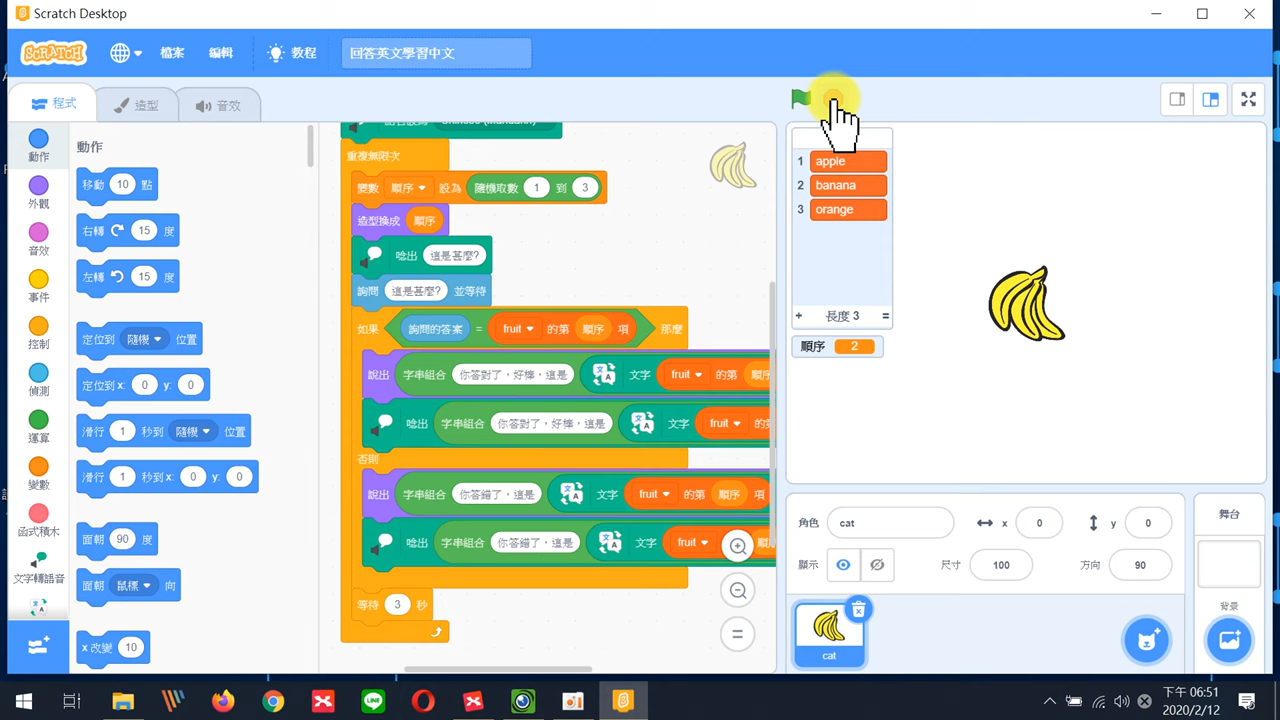 Scratch Desktop
SCRATCH 檔案 編輯 教程 回答英文學習中文
程式 造型 音效
動作
外觀
音效
事件
控制
偵測
運算
變數
函式積木
文字轉語音
動作
移動 10 點
右轉 15 度
左轉 15 度
定位到 隨機 位置
定位到 x: 0 y: 0
滑行 1 秒到 隨機 位置
滑行 1 秒到 x: 0 y: 0
面朝 90 度
面朝 鼠標 向
x 改變 10
重複無限次
變數 順序 設為 隨機取數 1 到 3
造型換成 順序
唸出 這是甚麼?
詢問 這是甚麼? 並等待
如果 詢問的答案 = fruit 的第 順序 項 那麼
說出 字串組合 你答對了，好棒，這是 文字 fruit 的第 順序
唸出 字串組合 你答對了，好棒，這是 文字 fruit 的第
否則
說出 字串組合 你答錯了，這是 文字 fruit 的第 順序 項
唸出 字串組合 你答錯了，這是 文字 fruit 的第 順序
等待 3 秒
1 apple
2 banana
3 orange
+ 長度 3 =
順序 2
角色 cat x 0 y 0
顯示 尺寸 100 方向 90
cat
舞台
背景
下午 06:51
2020/2/12